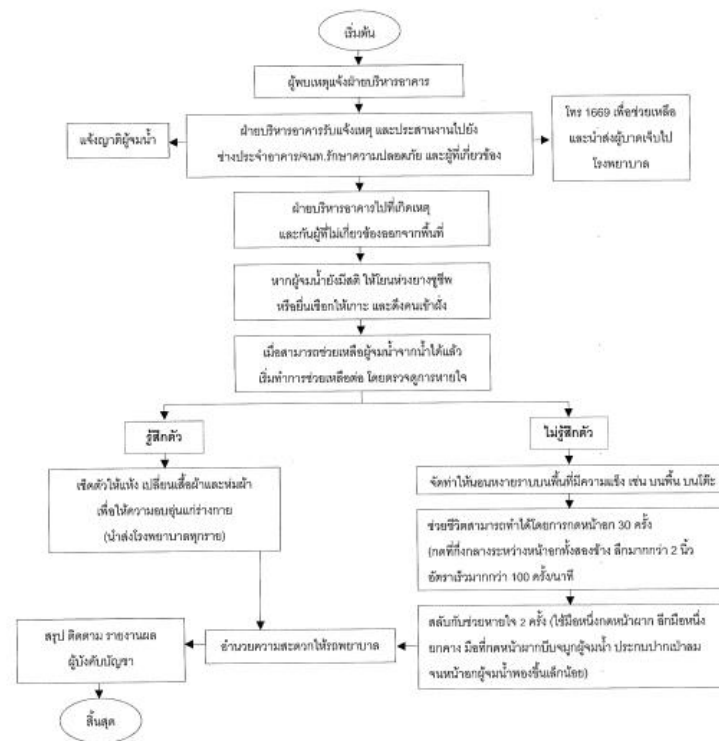 เริ่มต้น
ผู้พบเหตุแจ้งฝ่ายบริหารอาคาร
แจ้งญาติผู้จมน้ำ
ฝ่ายบริหารอาคารรับแจ้งเหตุ และประสานงานไปยัง
ช่างประจำอาคาร/จนท.รักษาความปลอดภัย และผู้ที่เกี่ยวข้อง
โทร 1669 เพื่อช่วยเหลือ
และนำส่งผู้บาดเจ็บไป
โรงพยาบาล
ฝ่ายบริหารอาคารไปที่เกิดเหตุ
และกันผู้ที่ไม่เกี่ยวข้องออกจากพื้นที่
หากผู้จมน้ำยังมีสติ ให้โยนห่วงยางชูชีพ
หรือยื่นเชือกให้เกาะ และดึงคนเข้าฝั่ง
เมื่อสามารถช่วยเหลือผู้จมน้ำจากน้ำได้แล้ว
เริ่มทำการช่วยเหลือต่อ โดยตรวจดูการหายใจ
รู้สึกตัว
ไม่รู้สึกตัว
เช็ดตัวให้แห้ง เปลี่ยนเสื้อผ้าและห่มผ้า
เพื่อให้ความอบอุ่นแก่ร่างกาย
(นำส่งโรงพยาบาลทุกราย)
จัดท่าให้นอนหงายราบบนพื้นที่มีความแข็ง เช่น บนพื้น บนโต๊ะ
ช่วยชีวิตสามารถทำได้โดยการกดหน้าอก 30 ครั้ง
(กดที่กึ่งกลางระหว่างหน้าอกทั้งสองข้าง ลึกมากกว่า 2 นิ้ว
อัตราเร็วมากกว่า 100 ครั้ง/นาที
สลับกับช่วยหายใจ 2 ครั้ง (ใช้มือหนึ่งกดหน้าผาก อีกมือหนึ่ง
ยกคาง มือที่กดหน้าผากบีบจมูกผู้จมน้ำ ประกบปากเป่าลม
จนหน้าอกผู้จมน้ำพองขึ้นเล็กน้อย)
อำนวยความสะดวกให้รถพยาบาล
สรุป ติดตาม รายงานผล
ผู้บังคับบัญชา
สิ้นสุด